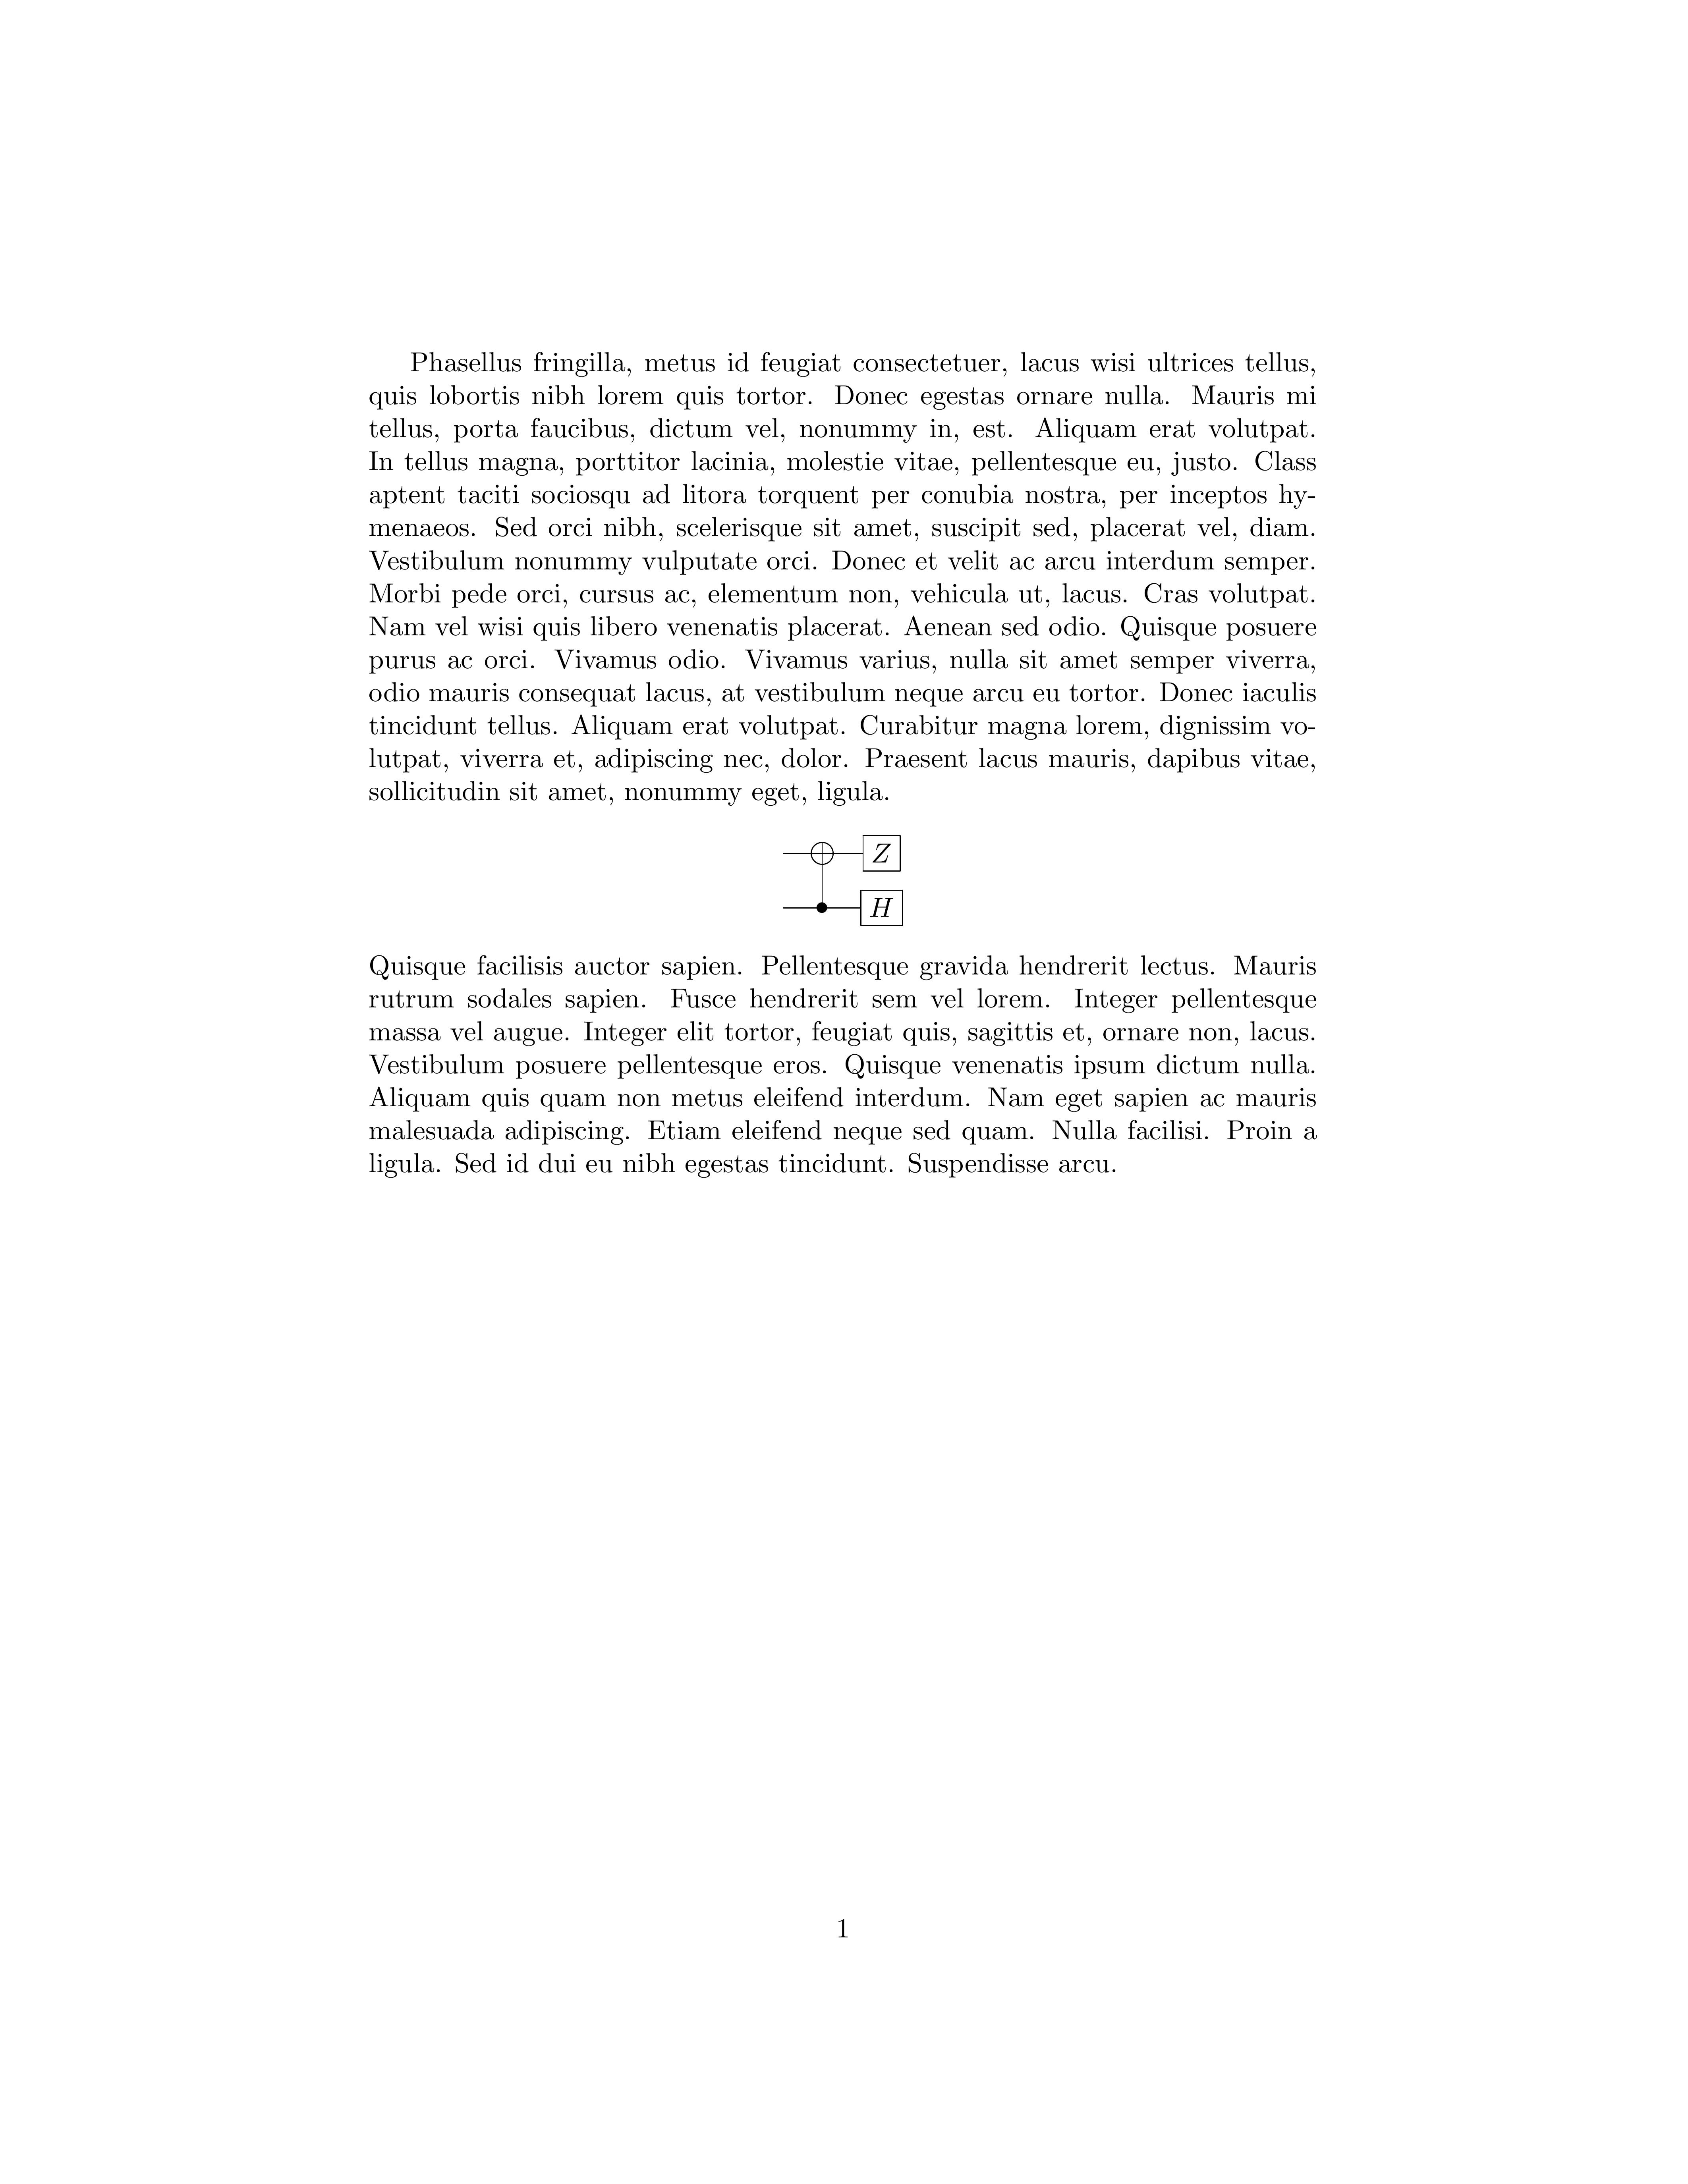 Phasellus fringilla, metus id feugiat consectetuer, lacus wisi ultrices tellus,
quis lobortis nibh lorem quis tortor. Donec egestas ornare nulla. Mauris mi
tellus, porta faucibus, dictum vel, nonummy in, est. Aliquam erat volutpat.
In tellus magna, porttitor lacinia, molestie vitae, pellentesque eu, justo. Class
aptent taciti sociosqu ad litora torquent per conubia nostra, per inceptos hy-
menaeos. Sed orci nibh, scelerisque sit amet, suscipit sed, placerat vel, diam.
Vestibulum nonummy vulputate orci. Donec et velit ac arcu interdum semper.
Morbi pede orci, cursus ac, elementum non, vehicula ut, lacus. Cras volutpat.
Nam vel wisi quis libero venenatis placerat. Aenean sed odio. Quisque posuere
purus ac orci. Vivamus odio. Vivamus varius, nulla sit amet semper viverra,
odio mauris consequat lacus, at vestibulum neque arcu eu tortor. Donec iaculis
tincidunt tellus. Aliquam erat volutpat. Curabitur magna lorem, dignissim vo-
lutpat, viverra et, adipiscing nec, dolor. Praesent lacus mauris, dapibus vitae,
sollicitudin sit amet, nonummy eget, ligula.
Z
H
Quisque facilisis auctor sapien. Pellentesque gravida hendrerit lectus. Mauris
rutrum sodales sapien. Fusce hendrerit sem vel lorem. Integer pellentesque
massa vel augue. Integer elit tortor, feugiat quis, sagittis et, ornare non, lacus.
Vestibulum posuere pellentesque eros. Quisque venenatis ipsum dictum nulla.
Aliquam quis quam non metus eleifend interdum. Nam eget sapien ac mauris
malesuada adipiscing. Etiam eleifend neque sed quam. Nulla facilisi. Proin a
ligula. Sed id dui eu nibh egestas tincidunt. Suspendisse arcu.
1